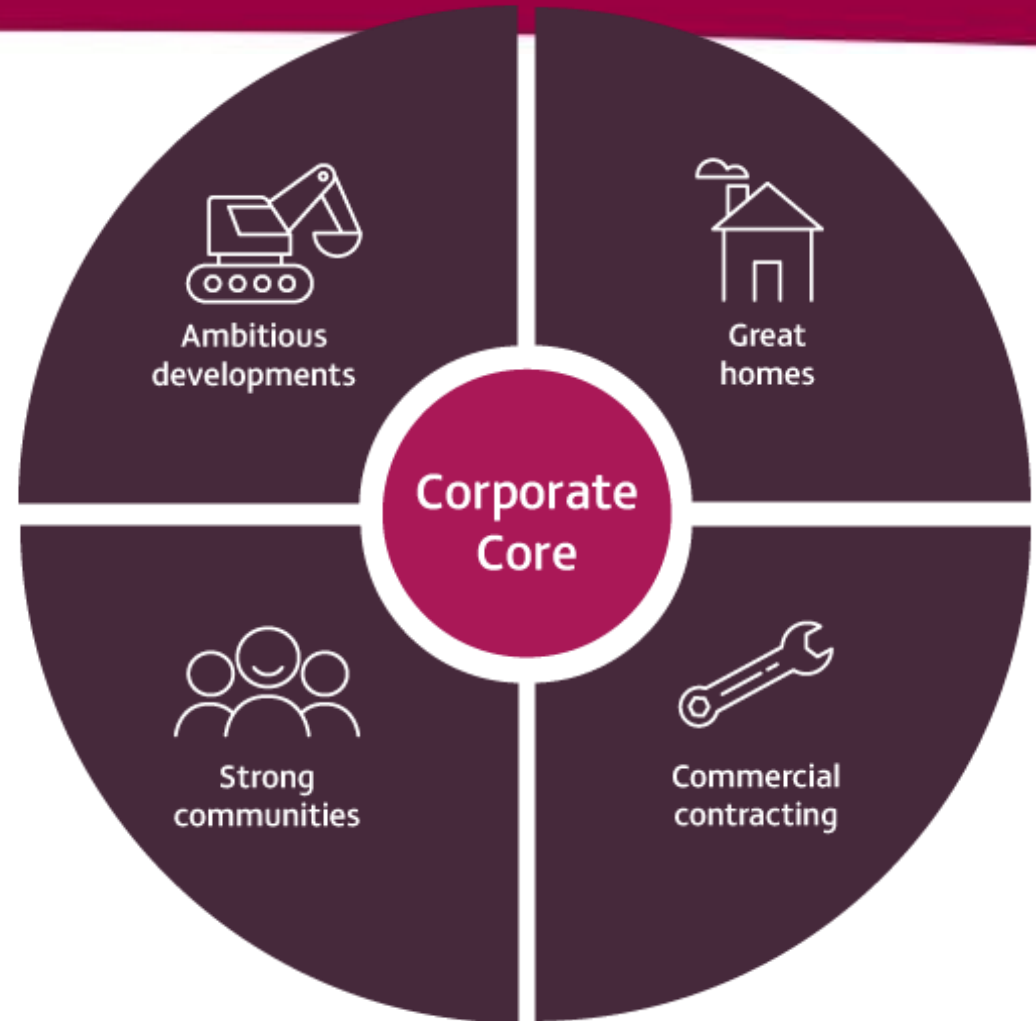 Ambitious
developments
Great
homes
Corporate
Core
Strong
communities
Commercial
contracting